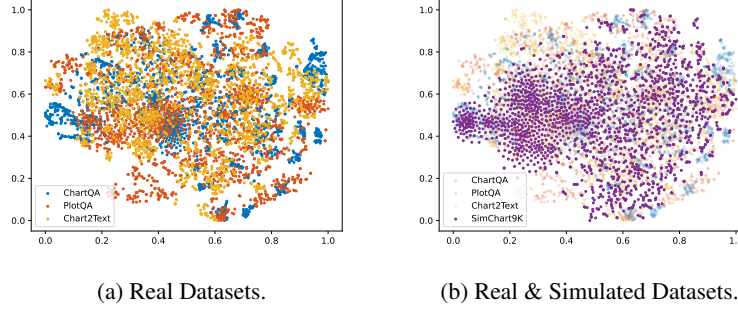 1.0
0.8
0.6
0.4
0.2
0.0
ChartQA
PlotQA
Chart2Text
0.0 0.2 0.4 0.6 0.8 1.0
(a) Real Datasets.
1.0
0.8
0.6
0.4
0.2
0.0
ChartQA
PlotQA
Chart2Text
SimChart9K
0.0 0.2 0.4 0.6 0.8
(b) Real & Simulated Datasets.